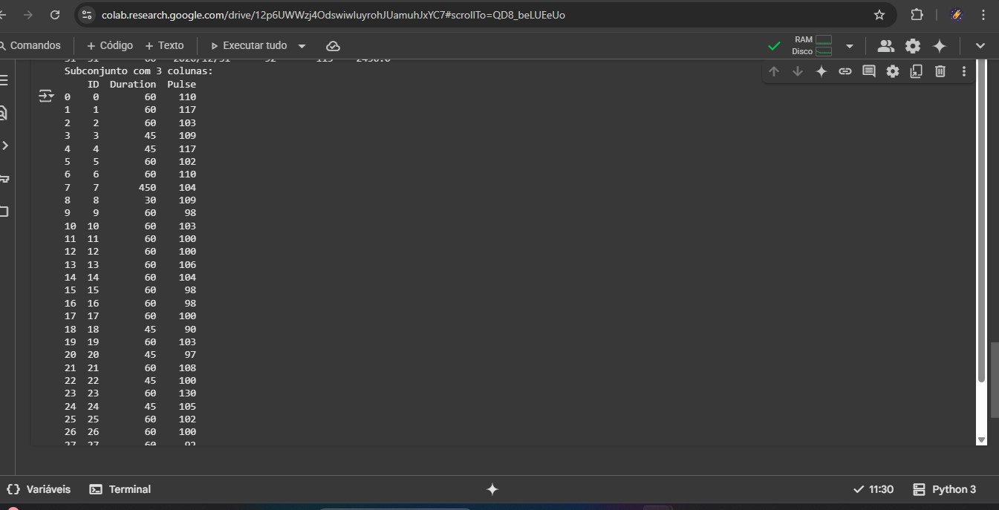 colab.research.google.com/drive/12p6UWWzj4OdswiwIuyrohJUamuhJxYC7#scrollTo=QD8_beLUEeUo
Comandos + Código + Texto Executar tudo RAM Disco
31 31 60 2020/12/31 92 115 2430.0
Subconjunto com 3 colunas:
ID Duration Pulse
0 0 60 110
1 1 60 117
2 2 60 103
3 3 45 109
4 4 45 117
5 5 60 102
6 6 60 110
7 7 450 104
8 8 30 109
9 9 60 98
10 10 60 103
11 11 60 100
12 12 60 100
13 13 60 106
14 14 60 104
15 15 60 98
16 16 60 98
17 17 60 100
18 18 45 90
19 19 60 103
20 20 45 97
21 21 60 108
22 22 45 100
23 23 60 130
24 24 45 105
25 25 60 102
26 26 60 100
27 27 60 92
{} Variáveis Terminal 11:30 Python 3